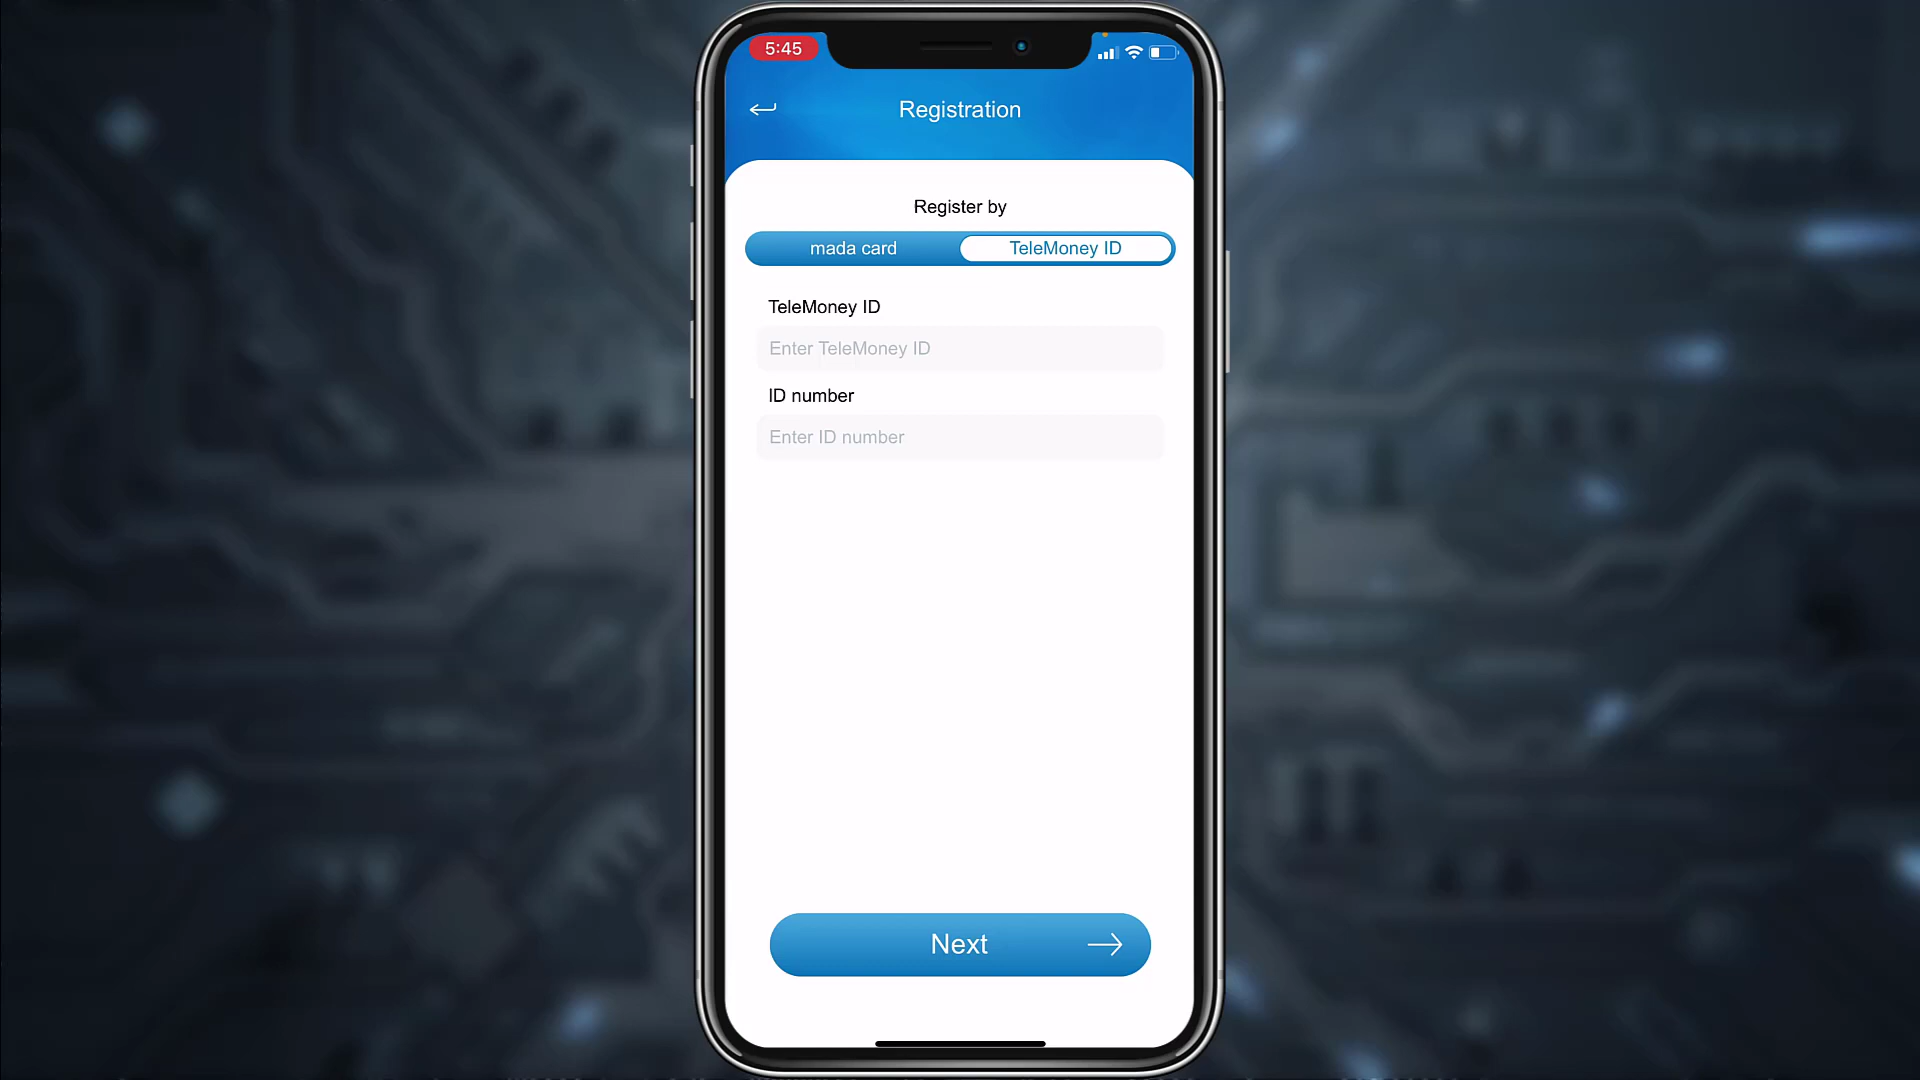 5:45
Registration
Register by
mada card
TeleMoney ID
TeleMoney ID
Enter TeleMoney ID
ID number
Enter ID number
Next